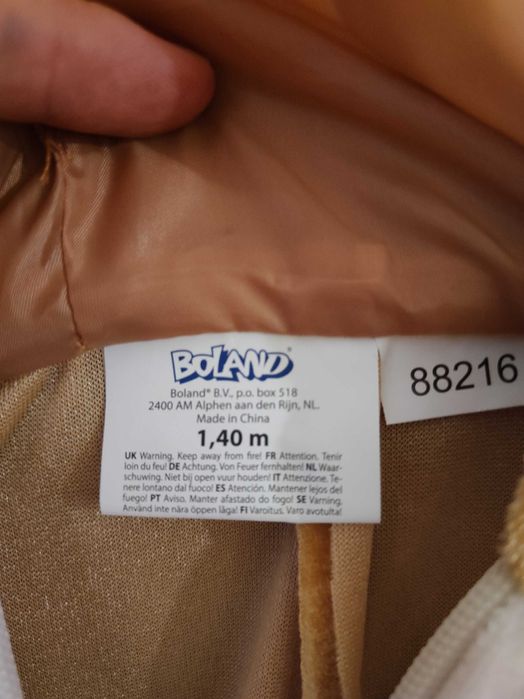 BOLAND
Boland® B.V., p.o. box 518
2400 AM Alphen aan den Rijn, NL.
Made in China
1,40 m
UK Warning. Keep away from fire! FR Attention. Tenir
loin du feu! DE Achtung. Von Feuer fernhalten! NL Waar-
schuwing. Niet bij open vuur houden! IT Attenzione. Te-
nere lontano dal fuoco! ES Atención. Mantener lejos del
fuego! PT Aviso. Manter afastado do fogo! SE Varning.
Använd inte nära öppen låga! FI Varoitus. Varo avotulta!
88216